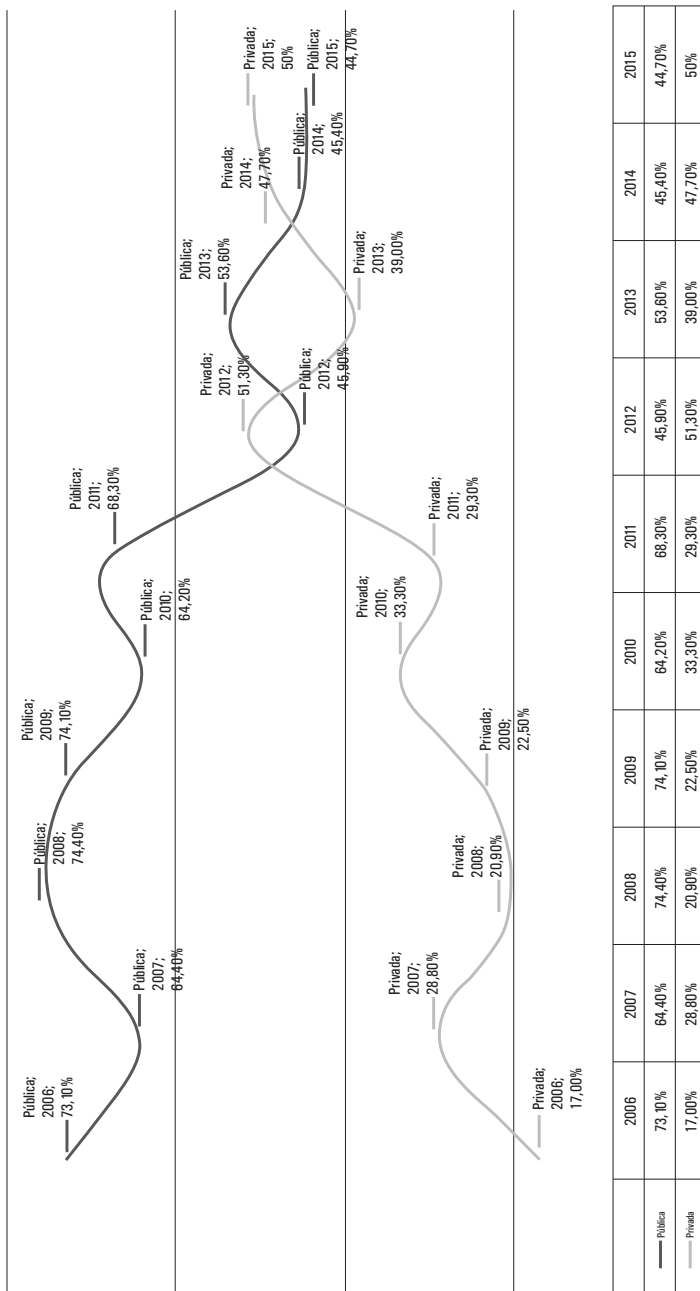 Pública;
2006;
73,10%
Pública;
2007;
64,40%
Pública;
2008;
74,40%
Pública;
2009;
74,10%
Pública;
2010;
64,20%
Pública;
2011;
68,30%
Pública;
2012;
45,90%
Pública;
2013;
53,60%
Pública;
2014;
45,40%
Pública;
2015;
44,70%
Privada;
2006;
17,00%
Privada;
2007;
28,80%
Privada;
2008;
20,90%
Privada;
2009;
22,50%
Privada;
2010;
33,30%
Privada;
2011;
29,30%
Privada;
2012;
51,30%
Privada;
2013;
39,00%
Privada;
2014;
47,70%
Privada;
2015;
50%
2006 2007 2008 2009 2010 2011 2012 2013 2014 2015
Pública 73,10% 64,40% 74,40% 74,10% 64,20% 68,30% 45,90% 53,60% 45,40% 44,70%
Privada 17,00% 28,80% 20,90% 22,50% 33,30% 29,30% 51,30% 39,00% 47,70% 50%